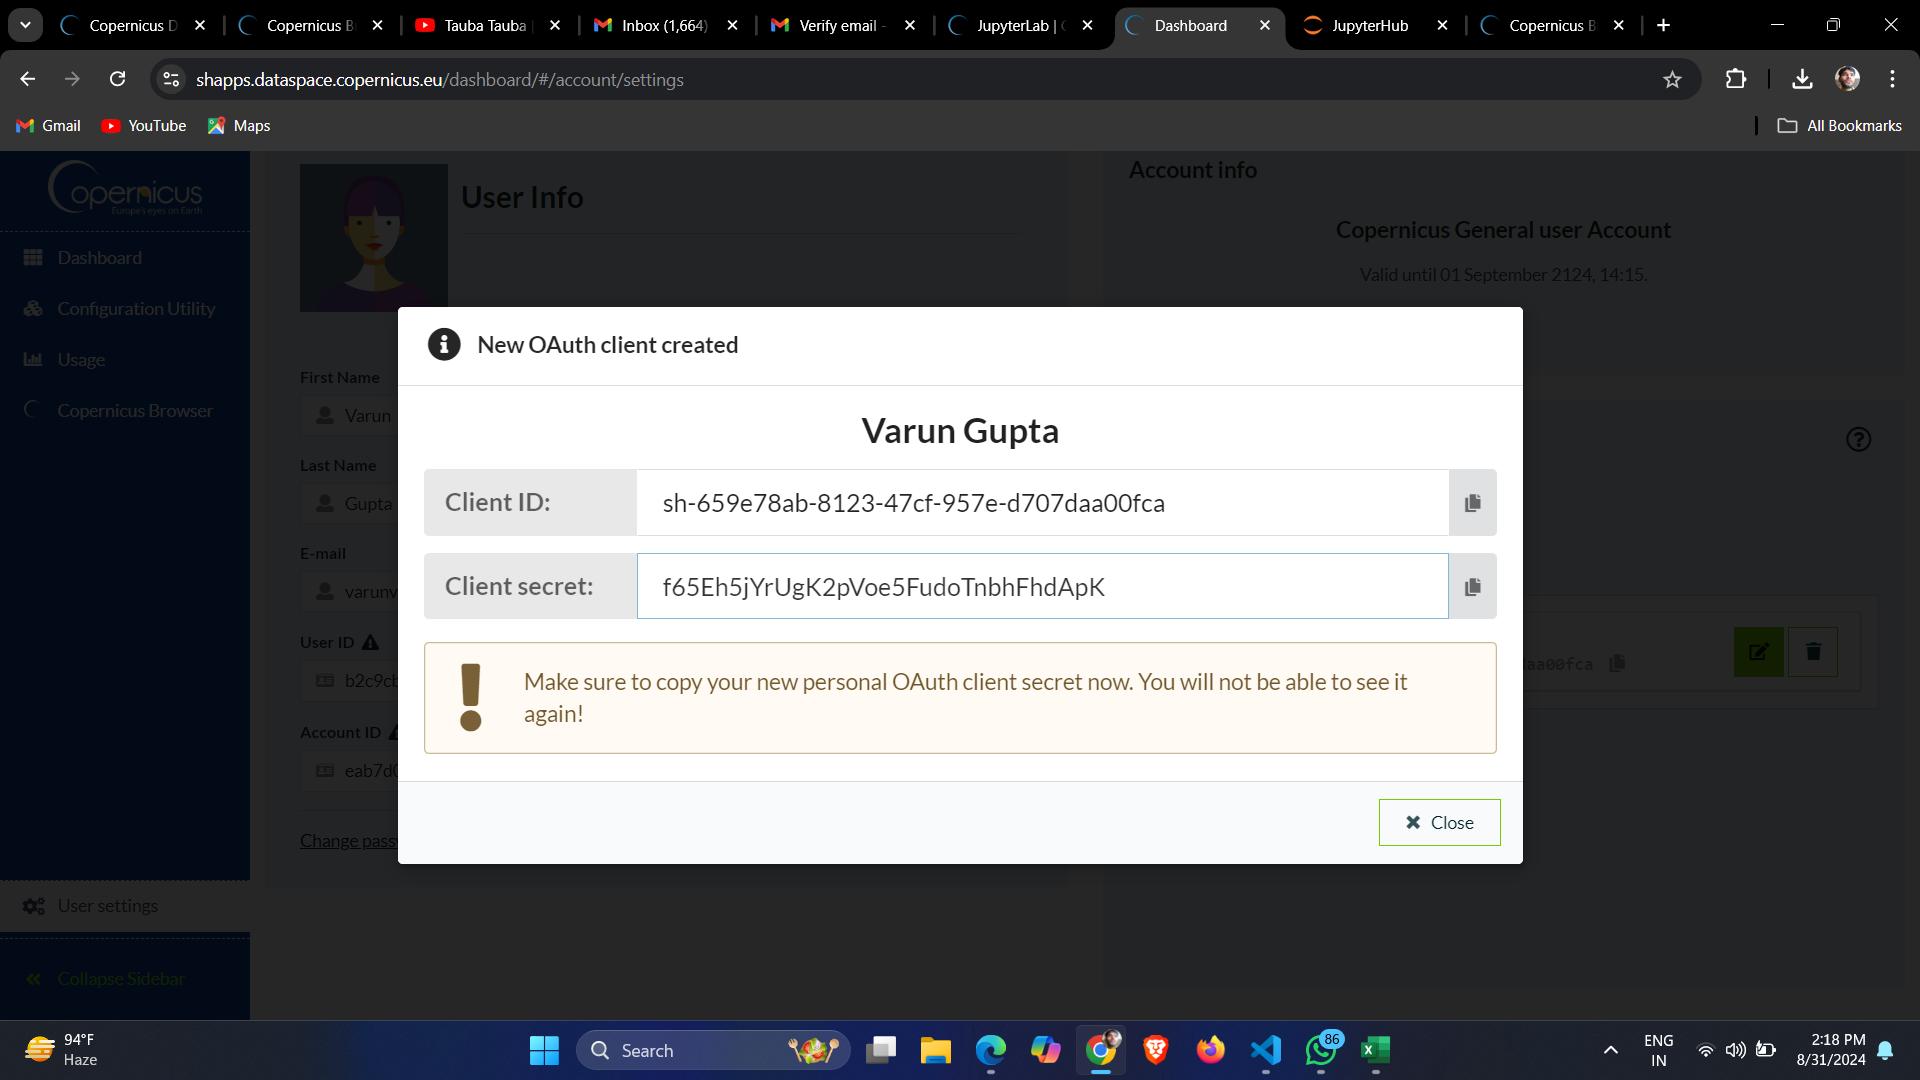 Copernicus D
Copernicus B
Tauba Tauba
Inbox (1,664)
Verify email -
JupyterLab |
Dashboard
JupyterHub
Copernicus B
shapps.dataspace.copernicus.eu/dashboard/#/account/settings
Gmail
YouTube
Maps
All Bookmarks
Copernicus
Europe's eyes on Earth
Dashboard
Configuration Utility
Usage
Copernicus Browser
User settings
Collapse Sidebar
User Info
First Name
Varun
Last Name
Gupta
E-mail
varunv
User ID
b2c9cb
Account ID
eab7d
Change pass
Account info
Copernicus General user Account
Valid until 01 September 2124, 14:15.
aa00fca
New OAuth client created
Varun Gupta
Client ID:
sh-659e78ab-8123-47cf-957e-d707daa00fca
Client secret:
f65Eh5jYrUgK2pVoe5FudoTnbhFhdApK
Make sure to copy your new personal OAuth client secret now. You will not be able to see it
again!
Close
94°F
Haze
Search
86
ENG
IN
2:18 PM
8/31/2024